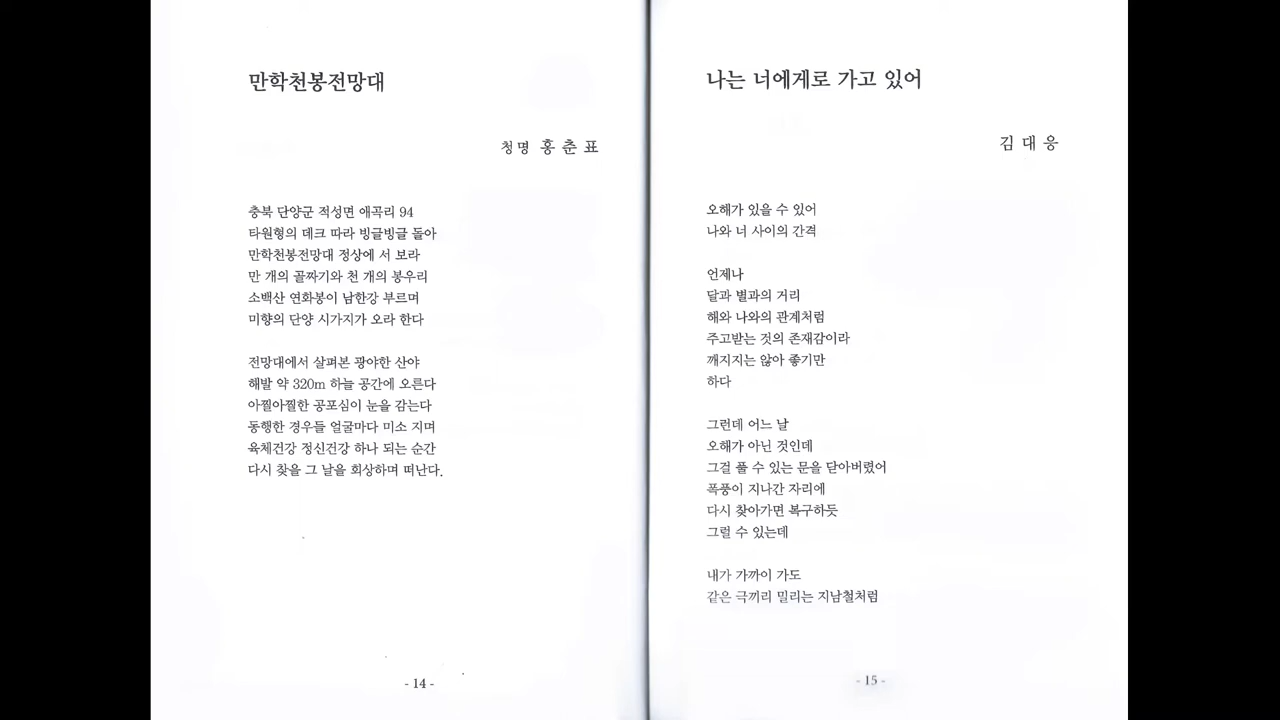 만학천봉전망대
청명 홍 춘 표
충북 단양군 적성면 애곡리 94
타원형의 데크 따라 빙글빙글 돌아
만학천봉전망대 정상에 서 보라
만 개의 골짜기와 천 개의 봉우리
소백산 연화봉이 남한강 부르며
미향의 단양 시가지가 오라 한다
전망대에서 살펴본 광야한 산야
해발 약 320m 하늘 공간에 오른다
아찔아찔한 공포심이 눈을 감는다
동행한 경우들 얼굴마다 미소 지며
육체건강 정신건강 하나 되는 순간
다시 찾을 그 날을 회상하며 떠난다.
- 14 -
나는 너에게로 가고 있어
김 대 응
오해가 있을 수 있어
나와 너 사이의 간격
언제나
달과 별과의 거리
해와 나와의 관계처럼
주고받는 것의 존재감이라
깨지지는 않아 좋기만
하다
그런데 어느 날
오해가 아닌 것인데
그걸 풀 수 있는 문을 닫아버렸어
폭풍이 지나간 자리에
다시 찾아가면 복구하듯
그럴 수 있는데
내가 가까이 가도
같은 극끼리 밀리는 지남철처럼
- 15 -